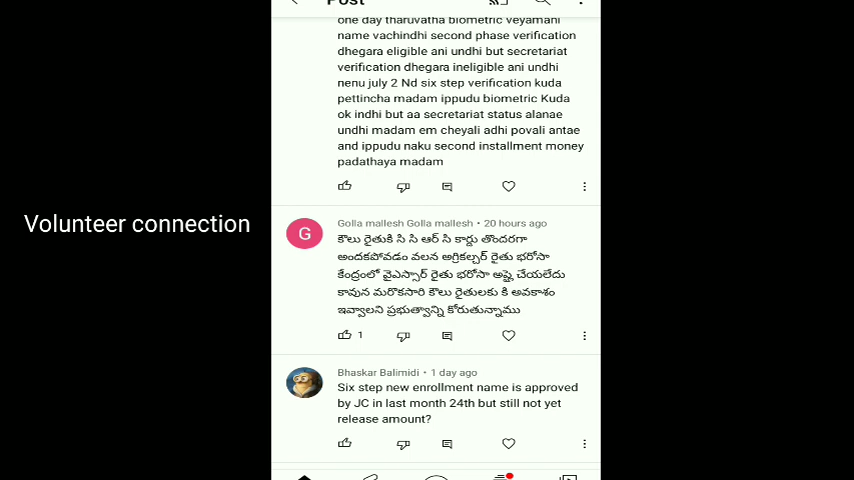 Post
one day tharuvatha biometric veyamani
name vachindhi second phase verification
dhegara eligible ani undhi but secretariat
verification dhegara ineligible ani undhi
nenu july 2 Nd six step verification kuda
pettincha madam ippudu biometric Kuda
ok indhi but aa secretariat status alanae
undhi madam em cheyali adhi povali antae
and ippudu naku second installment money
padathaya madam
Volunteer connection
G
Golla mallesh Golla mallesh • 20 hours ago
కౌలు రైతుకి సి సి ఆర్ సి కార్డు తొందరగా
అందకపోవడం వలన అగ్రికల్చర్ రైతు భరోసా
కేంద్రంలో వైఎస్సార్ రైతు భరోసా అప్లై చేయలేదు
కావున మరొకసారి కౌలు రైతులకు కి అవకాశం
ఇవ్వాలని ప్రభుత్వాన్ని కోరుతున్నాము
1
Bhaskar Balimidi • 1 day ago
Six step new enrollment name is approved
by JC in last month 24th but still not yet
release amount?